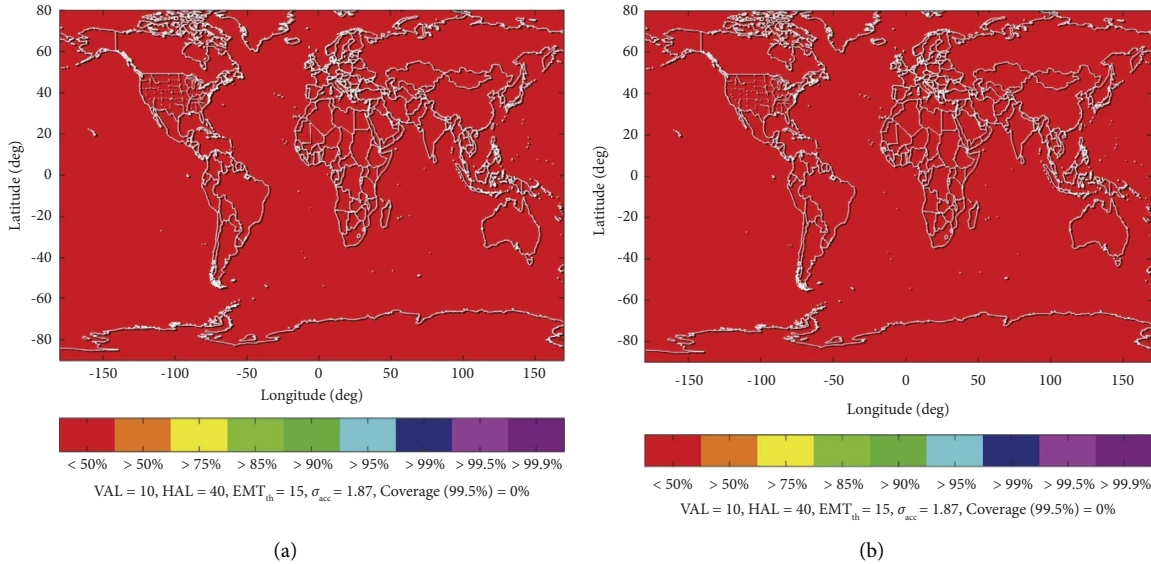 80
60
40
20
0
-20
-40
-60
-80
Latitude (deg)
-150 -100 -50 0 50 100 150
Longitude (deg)
< 50% > 50% > 75% > 85% > 90% > 95% > 99% > 99.5% > 99.9%
VAL = 10, HAL = 40, EMTth = 15, σacc = 1.87, Coverage (99.5%) = 0%
(a)
80
60
40
20
0
-20
-40
-60
-80
Latitude (deg)
-150 -100 -50 0 50 100 150
Longitude (deg)
< 50% > 50% > 75% > 85% > 90% > 95% > 99% > 99.5% > 99.9%
VAL = 10, HAL = 40, EMTth = 15, σacc = 1.87, Coverage (99.5%) = 0%
(b)